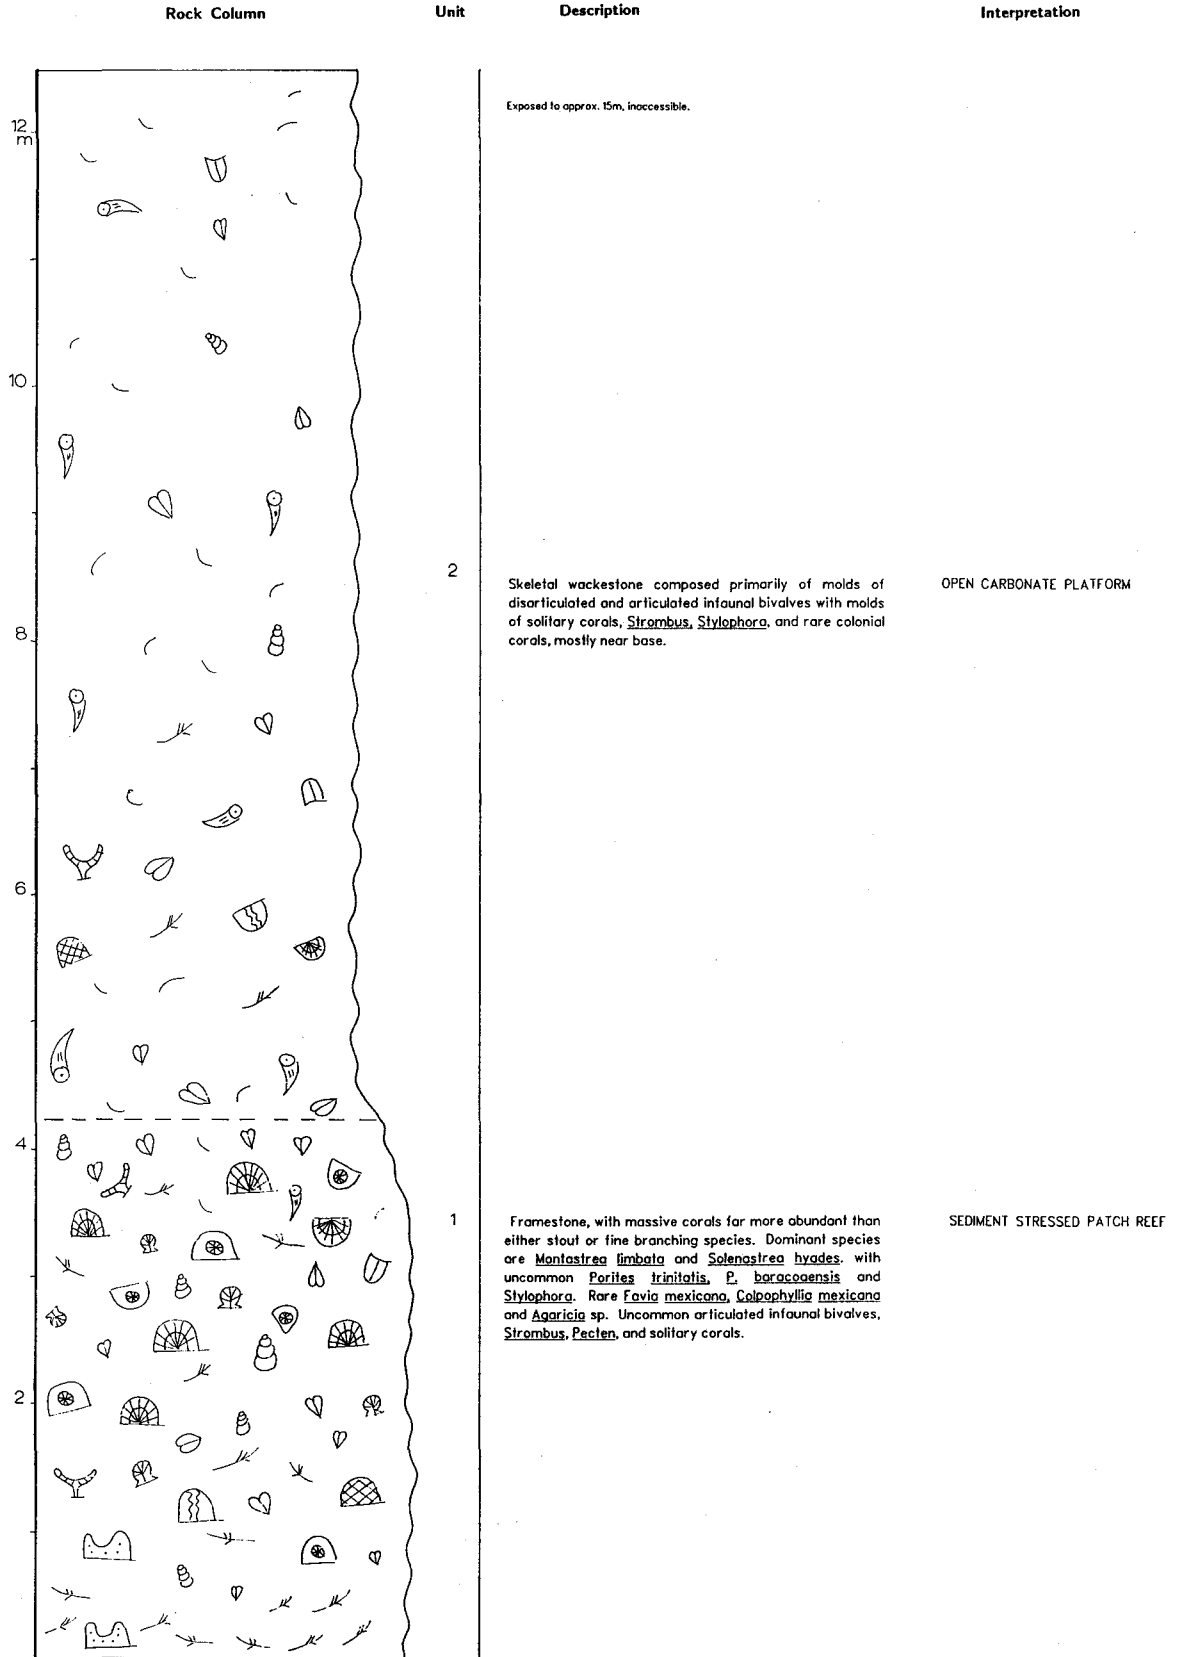 Rock Column Unit Description Interpretation
Exposed to approx. 15m, inaccessible.
12
m
10
8
6
4
2
2
Skeletal wackestone composed primarily of molds of
disarticulated and articulated infaunal bivalves with molds
of solitary corals, Strombus, Stylophora, and rare colonial
corals, mostly near base.
OPEN CARBONATE PLATFORM
1
Framestone, with massive corals far more abundant than
either stout or fine branching species. Dominant species
are Montastrea limbata and Solenastrea hyades. with
uncommon Porites trinitatis, P. baracoaensis and
Stylophora. Rare Favia mexicana, Colpophyllia mexicana
and Agaricia sp. Uncommon articulated infaunal bivalves,
Strombus, Pecten, and solitary corals.
SEDIMENT STRESSED PATCH REEF